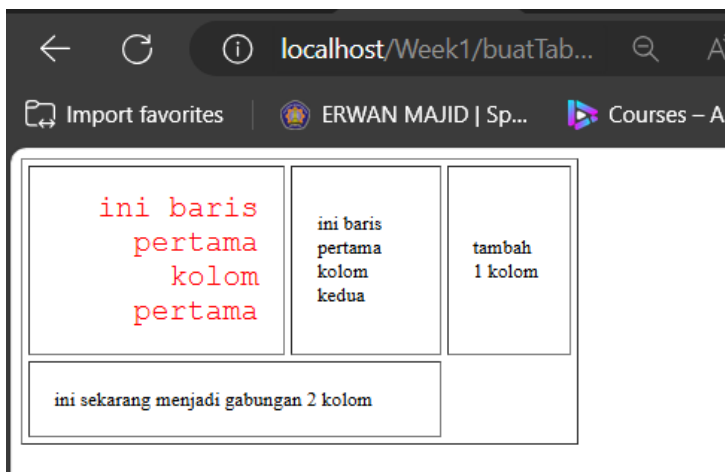 localhost/Week1/buatTab...
Import favorites
ERWAN MAJID | Sp...
Courses – A
ini baris
pertama
kolom
pertama
ini baris
pertama
kolom
kedua
tambah
1 kolom
ini sekarang menjadi gabungan 2 kolom